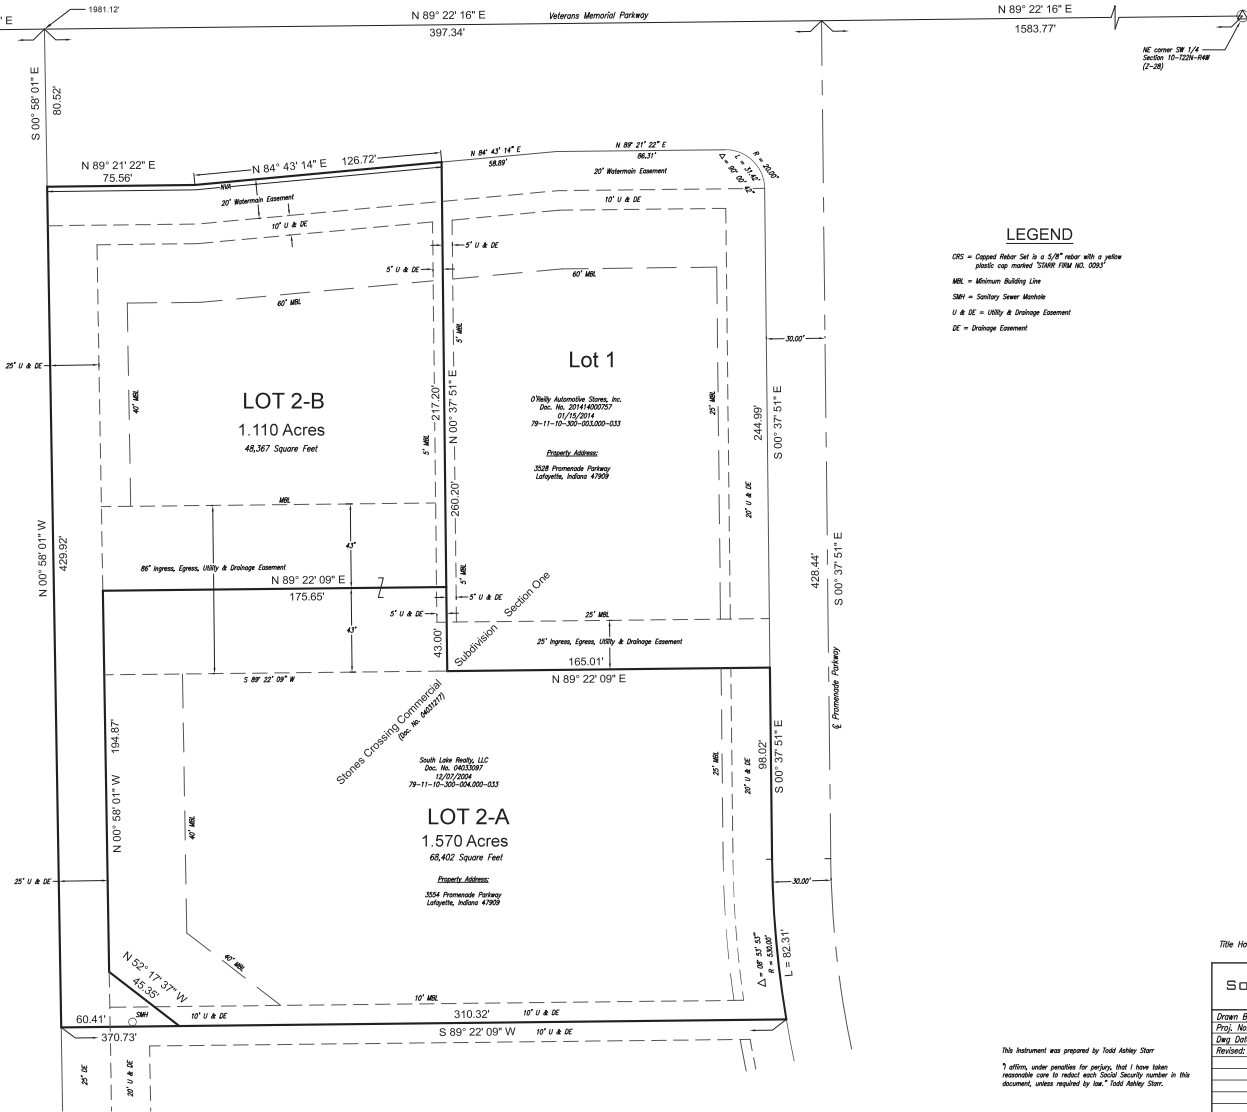 ' E
1981.12'
N 89° 22' 16" E
397.34'
Veterans Memorial Parkway
N 89° 22' 16" E
1583.77'
NE corner SW 1/4
Section 10-T22N-R4W
(Z-28)
S 00° 58' 01" E
80.52'
N 89° 21' 22" E
75.56'
N 84° 43' 14" E
126.72'
N 84° 43' 14" E
58.89'
N 89° 21' 22" E
86.31'
Δ = 90° 00' 42"
L = 31.42'
R = 20.00'
NVA
20' Watermain Easement
10' U & DE
20' Watermain Easement
10' U & DE
5' U & DE
5' U & DE
60' MBL
60' MBL
5' MBL
LEGEND
CRS = Capped Rebar Set is a 5/8" rebar with a yellow
plastic cap marked "STARR FIRM NO. 0093"
MBL = Minimum Building Line
SMH = Sanitary Sewer Manhole
U & DE = Utility & Drainage Easement
DE = Drainage Easement
30.00'
25' U & DE
40' MBL
LOT 2-B
1.110 Acres
48,367 Square Feet
217.20'
N 00° 37' 51" E
5' MBL
260.20'
Lot 1
O'Reilly Automotive Stores, Inc.
Doc. No. 201414000757
01/15/2014
79-11-10-300-003.000-033
Property Address:
3528 Promenade Parkway
Lafayette, Indiana 47909
25' MBL
244.99'
S 00° 37' 51" E
20' U & DE
MBL
43'
86' Ingress, Egress, Utility & Drainage Easement
N 89° 22' 09" E
175.65'
N 00° 58' 01" W
429.92'
5' MBL
5' U & DE
5' U & DE
43'
43.00'
Subdivision Section One
25' MBL
25' Ingress, Egress, Utility & Drainage Easement
165.01'
N 89° 22' 09" E
428.44'
S 00° 37' 51" E
℄ Promenade Parkway
S 89° 22' 09" W
Stones Crossing Commercial
(Doc. No. 04031217)
194.87'
N 00° 58' 01" W
40' MBL
South Lake Realty, LLC
Doc. No. 04033097
12/07/2004
79-11-10-300-004.000-033
LOT 2-A
1.570 Acres
68,402 Square Feet
Property Address:
3554 Promenade Parkway
Lafayette, Indiana 47909
25' MBL
20' U & DE
98.02'
S 00° 37' 51" E
25' U & DE
30.00'
N 52° 17' 37" W
45.35'
40' MBL
Δ = 08° 53' 53"
R = 530.00'
L = 82.31'
10' MBL
60.41'
SMH
10' U & DE
310.32'
10' U & DE
370.73'
S 89° 22' 09" W
10' U & DE
25' DE
20' U & DE
This instrument was prepared by Todd Ashley Starr
"I affirm, under penalties for perjury, that I have taken
reasonable care to redact each Social Security number in this
document, unless required by law." Todd Ashley Starr.
Title Ho
So
Drawn B
Proj. No
Dwg Dat
Revised: